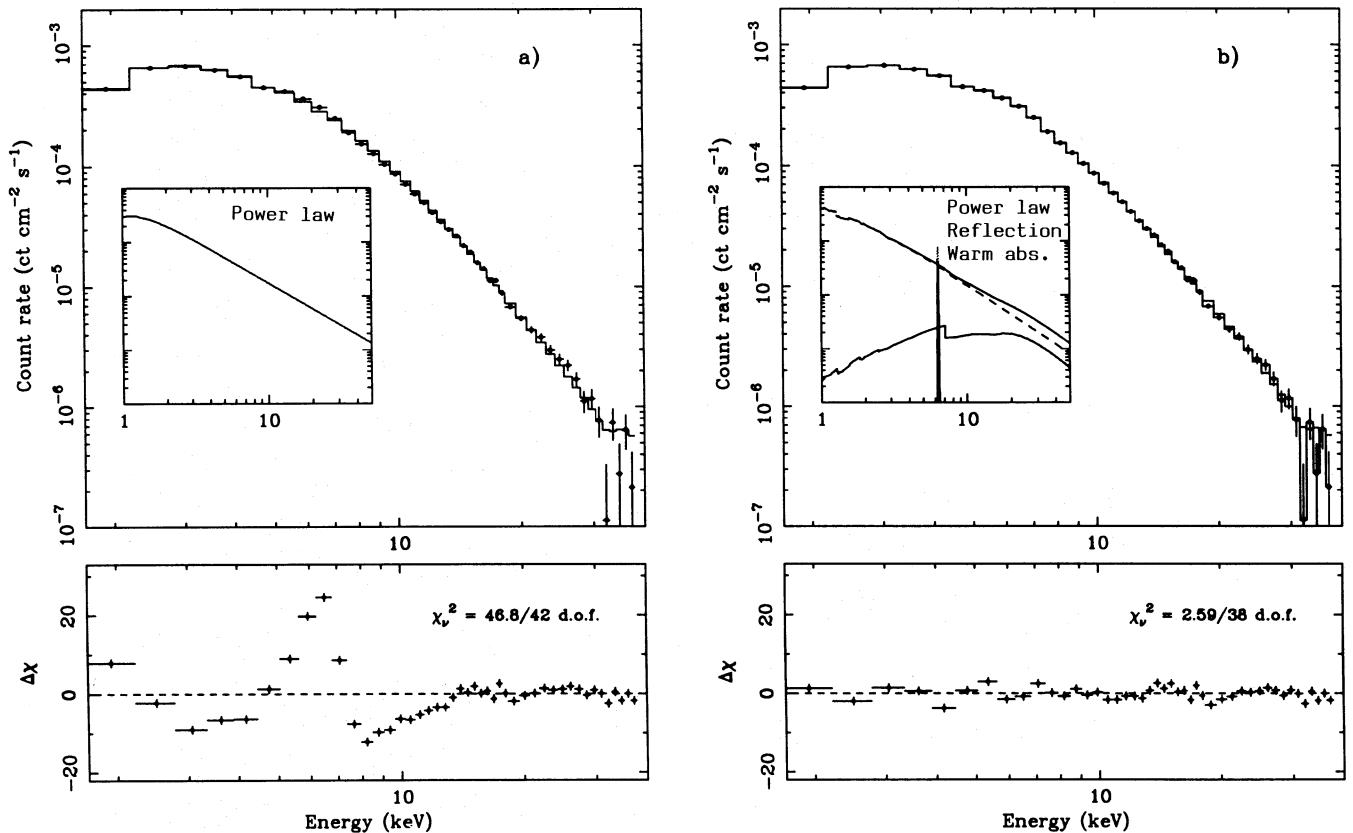 a)
Count rate (ct cm⁻² s⁻¹)
10⁻³
10⁻⁴
10⁻⁵
10⁻⁶
10⁻⁷
Power law
1
10
10
Δχ
20
0
-20
χᵥ² = 46.8/42 d.o.f.
10
Energy (keV)
b)
Count rate (ct cm⁻² s⁻¹)
10⁻³
10⁻⁴
10⁻⁵
10⁻⁶
10⁻⁷
Power law
Reflection
Warm abs.
1
10
10
Δχ
20
0
-20
χᵥ² = 2.59/38 d.o.f.
10
Energy (keV)